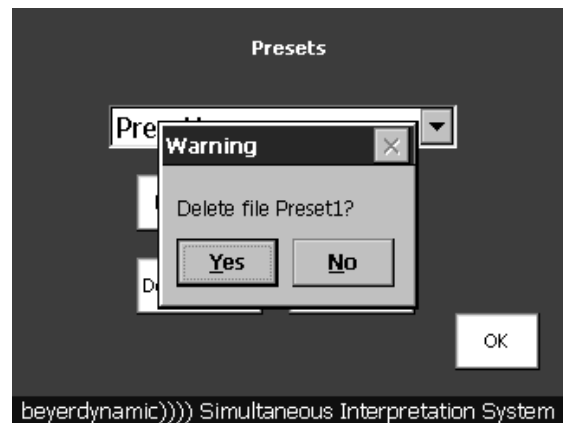 Presets
Warning
Delete file Preset1?
Yes No
OK
beyerdynamic)))) Simultaneous Interpretation System